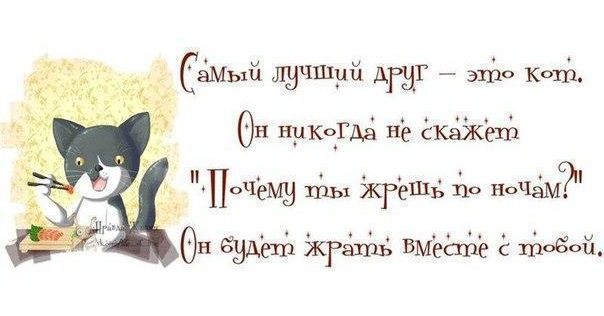 Самый лучший друг – это кот.
Он никогда не скажет
"Почему ты жрешь по ночам?"
Он будет жрать вместе с тобой.